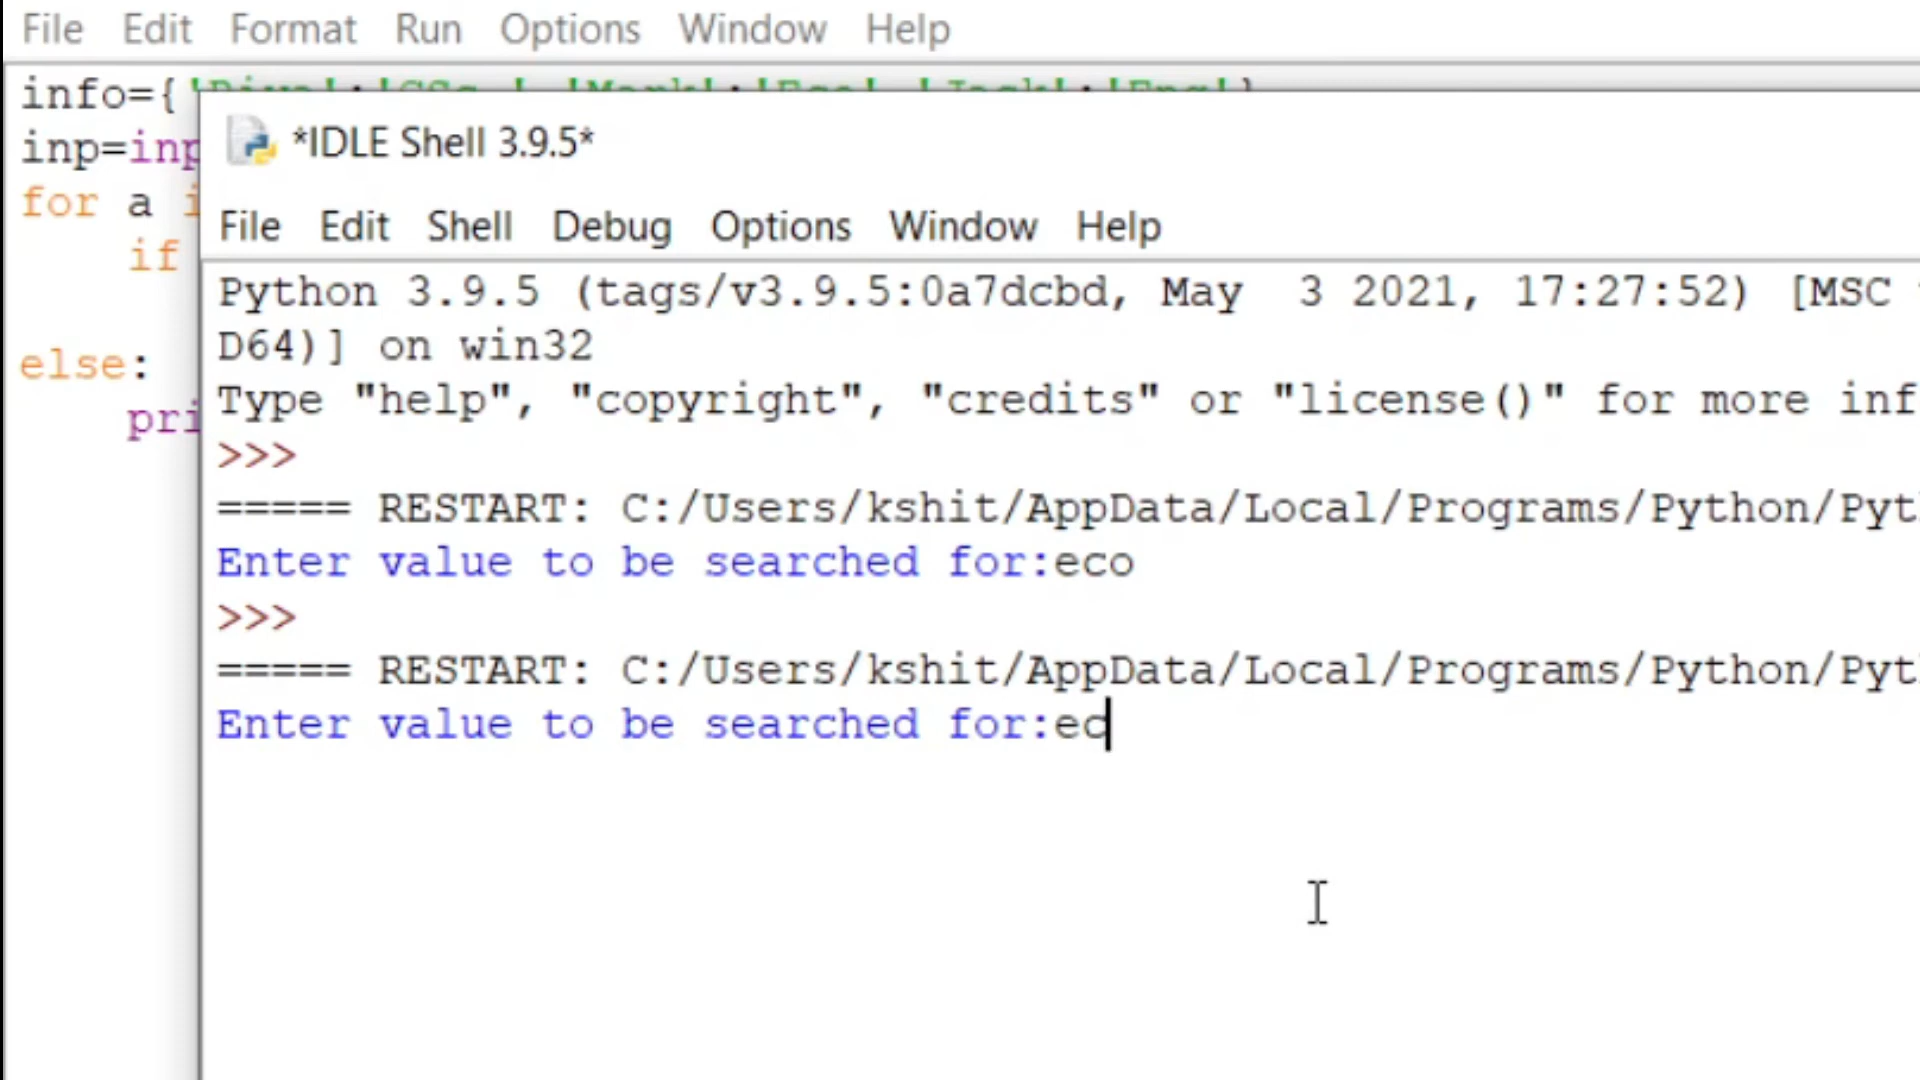 File Edit Format Run Options Window Help
info={
inp=inp
for a i
if
else:
pri
*IDLE Shell 3.9.5*
File Edit Shell Debug Options Window Help
Python 3.9.5 (tags/v3.9.5:0a7dcbd, May  3 2021, 17:27:52) [MSC
D64)] on win32
Type "help", "copyright", "credits" or "license()" for more inf
>>>
===== RESTART: C:/Users/kshit/AppData/Local/Programs/Python/Pyt
Enter value to be searched for:eco
>>>
===== RESTART: C:/Users/kshit/AppData/Local/Programs/Python/Pyt
Enter value to be searched for:ec